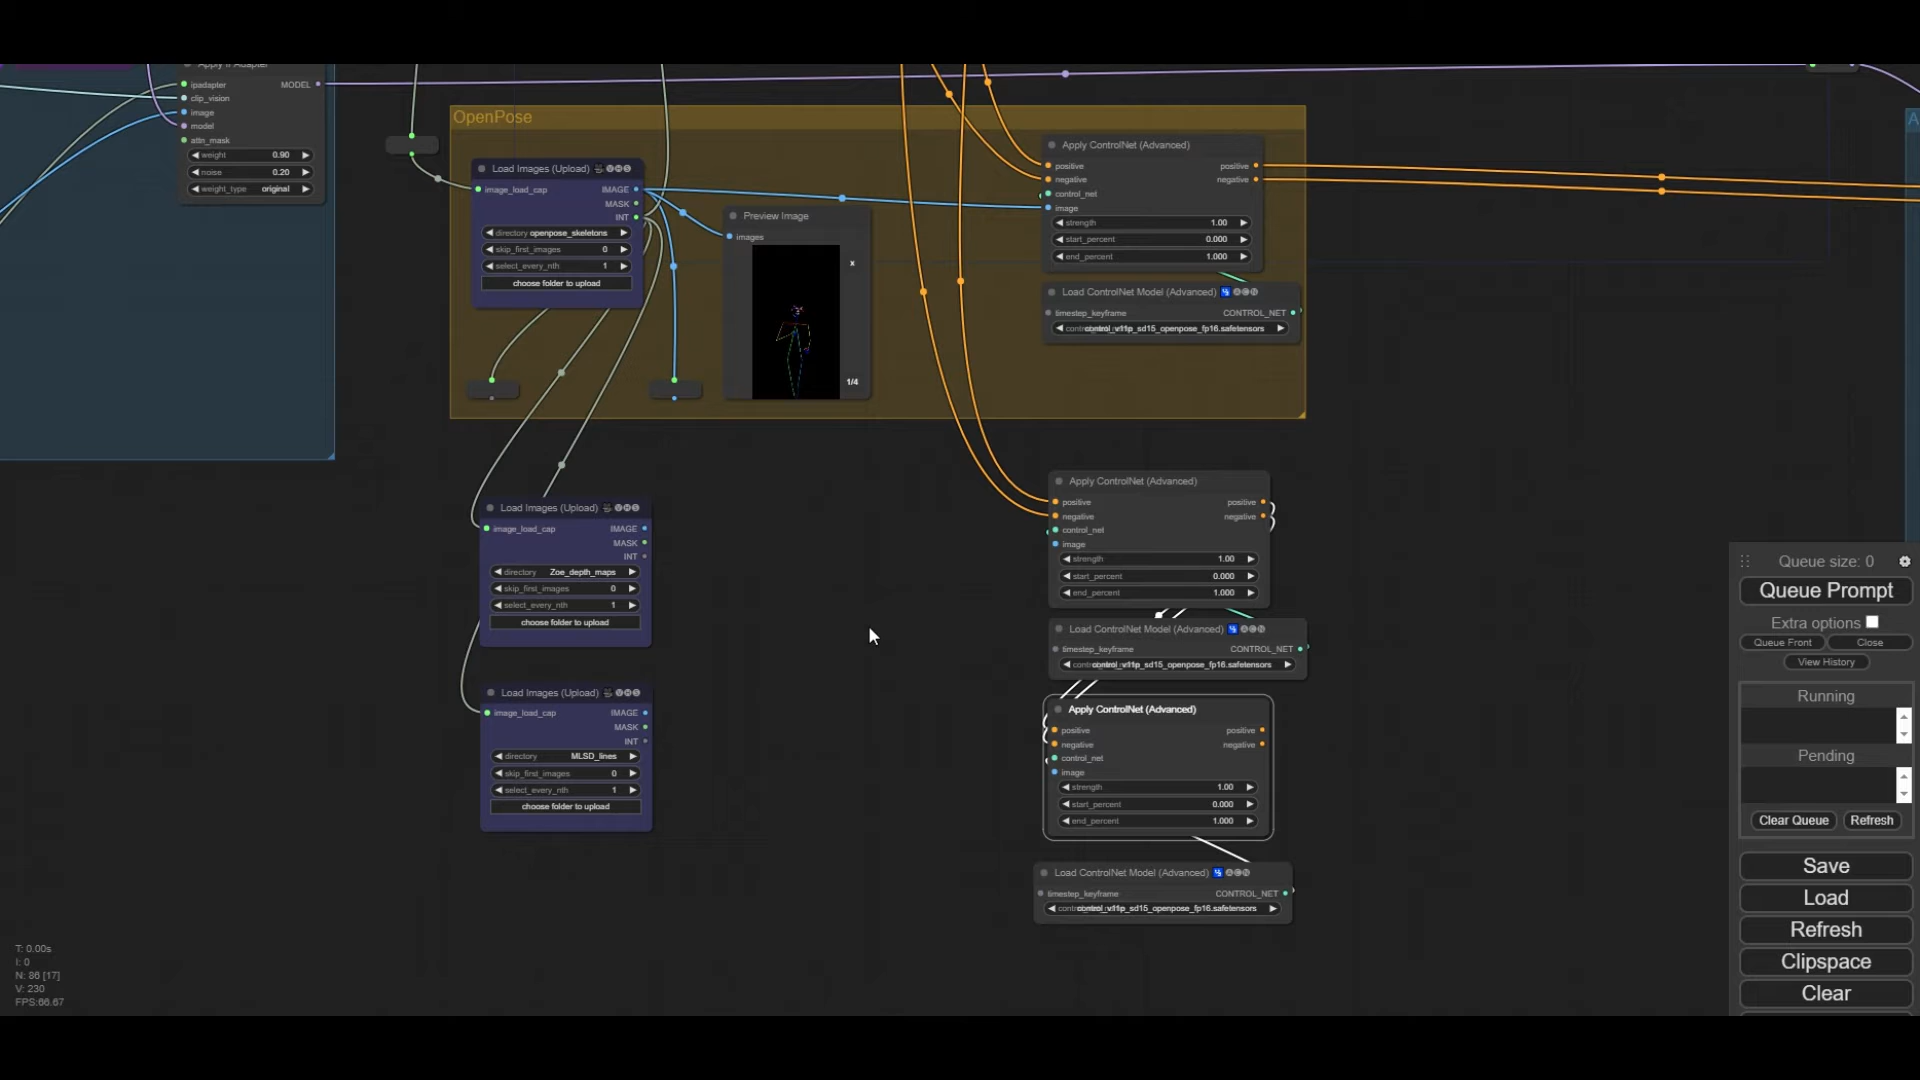 Apply IPAdapter
ipadapter MODEL
clip_vision
image
model
attn_mask
weight 0.90
noise 0.20
weight_type original
OpenPose
Load Images (Upload)
image_load_cap IMAGE
MASK
INT
directory openpose_skeletons
skip_first_images 0
select_every_nth 1
choose folder to upload
Preview Image
images
x
1/4
Apply ControlNet (Advanced)
positive positive
negative negative
control_net
image
strength 1.00
start_percent 0.000
end_percent 1.000
Load ControlNet Model (Advanced)
timestep_keyframe CONTROL_NET
control_v11p_sd15_openpose_fp16.safetensors
Load Images (Upload)
image_load_cap IMAGE
MASK
INT
directory Zoe_depth_maps
skip_first_images 0
select_every_nth 1
choose folder to upload
Load Images (Upload)
image_load_cap IMAGE
MASK
INT
directory MLSD_lines
skip_first_images 0
select_every_nth 1
choose folder to upload
Apply ControlNet (Advanced)
positive positive
negative negative
control_net
image
strength 1.00
start_percent 0.000
end_percent 1.000
Load ControlNet Model (Advanced)
timestep_keyframe CONTROL_NET
control_v11p_sd15_openpose_fp16.safetensors
Apply ControlNet (Advanced)
positive positive
negative negative
control_net
image
strength 1.00
start_percent 0.000
end_percent 1.000
Load ControlNet Model (Advanced)
timestep_keyframe CONTROL_NET
control_v11p_sd15_openpose_fp16.safetensors
A
Queue size: 0
Queue Prompt
Extra options
Queue Front Close
View History
Running
Pending
Clear Queue Refresh
Save
Load
Refresh
Clipspace
Clear
T: 0.00s
I: 0
N: 86 [17]
V: 230
FPS:66.67